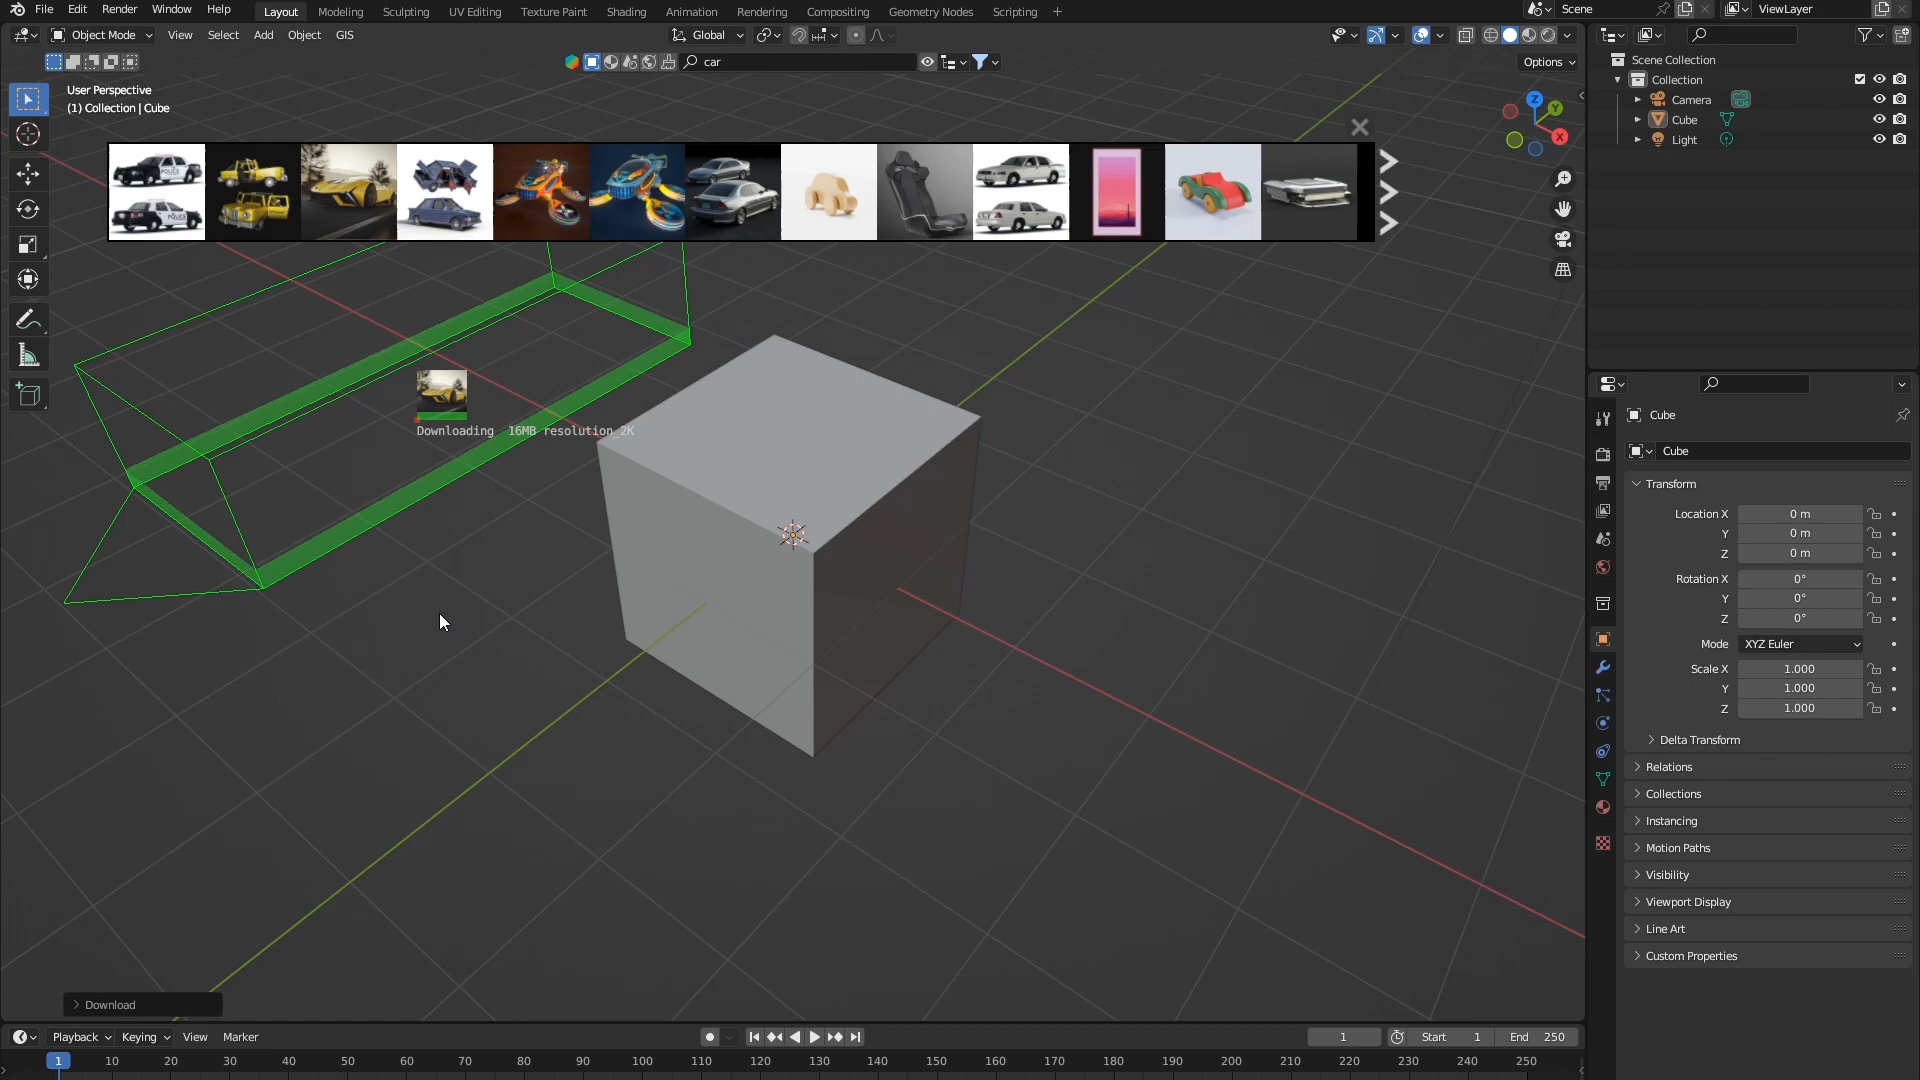 File Edit Render Window Help Layout Modeling Sculpting UV Editing Texture Paint Shading Animation Rendering Compositing Geometry Nodes Scripting + Scene ViewLayer
Object Mode View Select Add Object GIS Global
car Options
User Perspective
(1) Collection | Cube
Scene Collection
Collection
Camera
Cube
Light
Z
Y
X
POLICE
POLICE
Downloading 16MB resolution_2K
Cube
Cube
Transform
Location X 0 m
Y 0 m
Z 0 m
Rotation X 0°
Y 0°
Z 0°
Mode XYZ Euler
Scale X 1.000
Y 1.000
Z 1.000
Delta Transform
Relations
Collections
Instancing
Motion Paths
Visibility
Viewport Display
Line Art
Custom Properties
Download
Playback Keying View Marker 1 Start 1 End 250
1 10 20 30 40 50 60 70 80 90 100 110 120 130 140 150 160 170 180 190 200 210 220 230 240 250